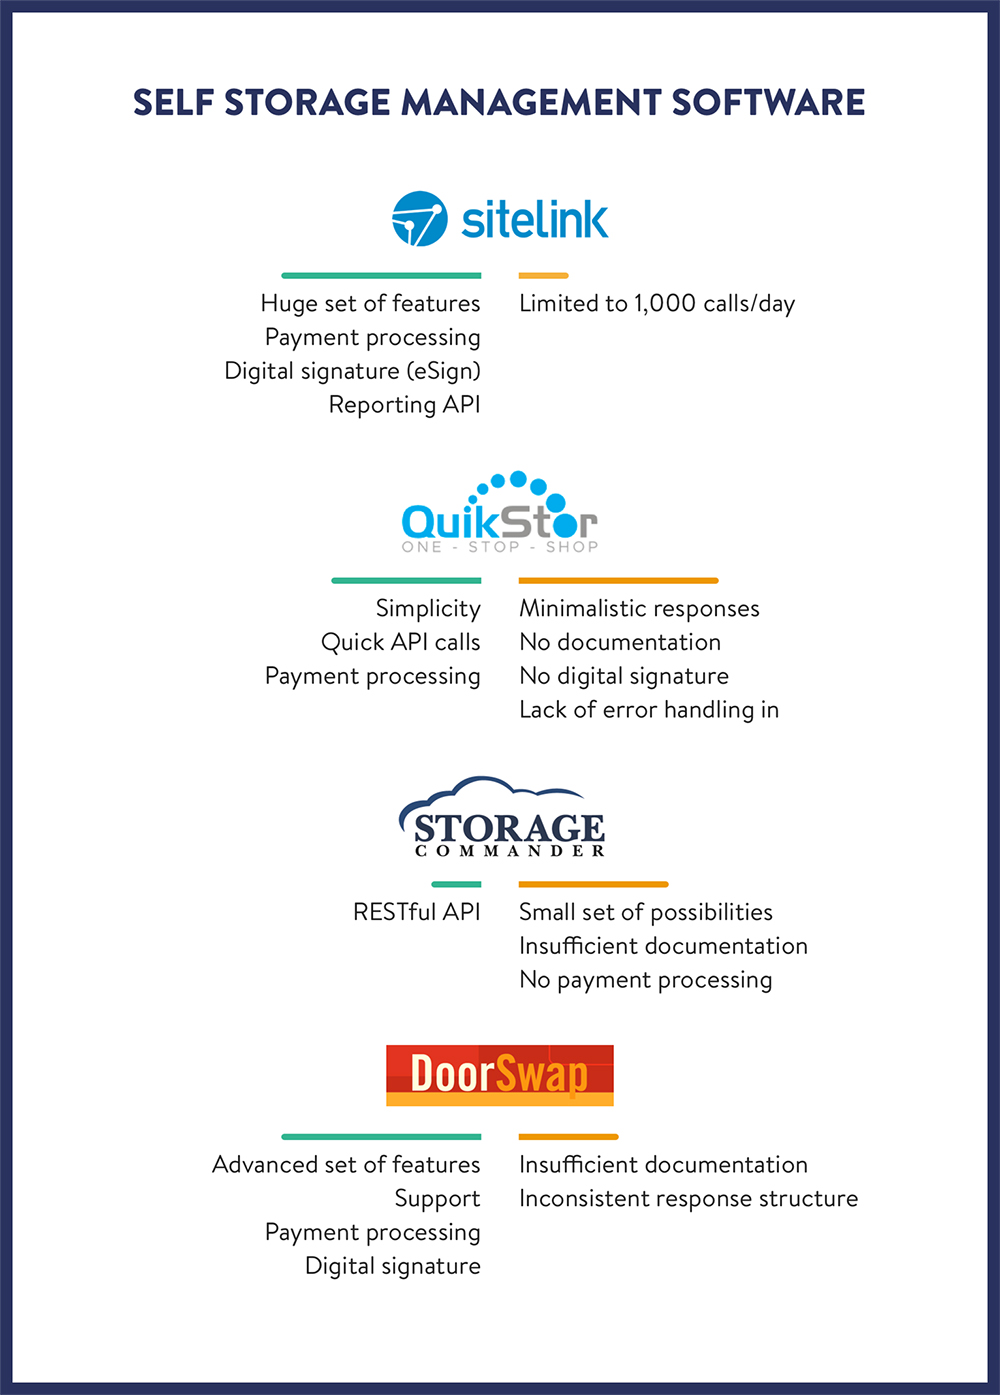 SELF STORAGE MANAGEMENT SOFTWARE
sitelink
Huge set of features
Payment processing
Digital signature (eSign)
Reporting API
Limited to 1,000 calls/day
QuikStor
ONE - STOP - SHOP
Simplicity
Quick API calls
Payment processing
Minimalistic responses
No documentation
No digital signature
Lack of error handling in
STORAGE
COMMANDER
RESTful API
Small set of possibilities
Insufficient documentation
No payment processing
DoorSwap
Advanced set of features
Support
Payment processing
Digital signature
Insufficient documentation
Inconsistent response structure